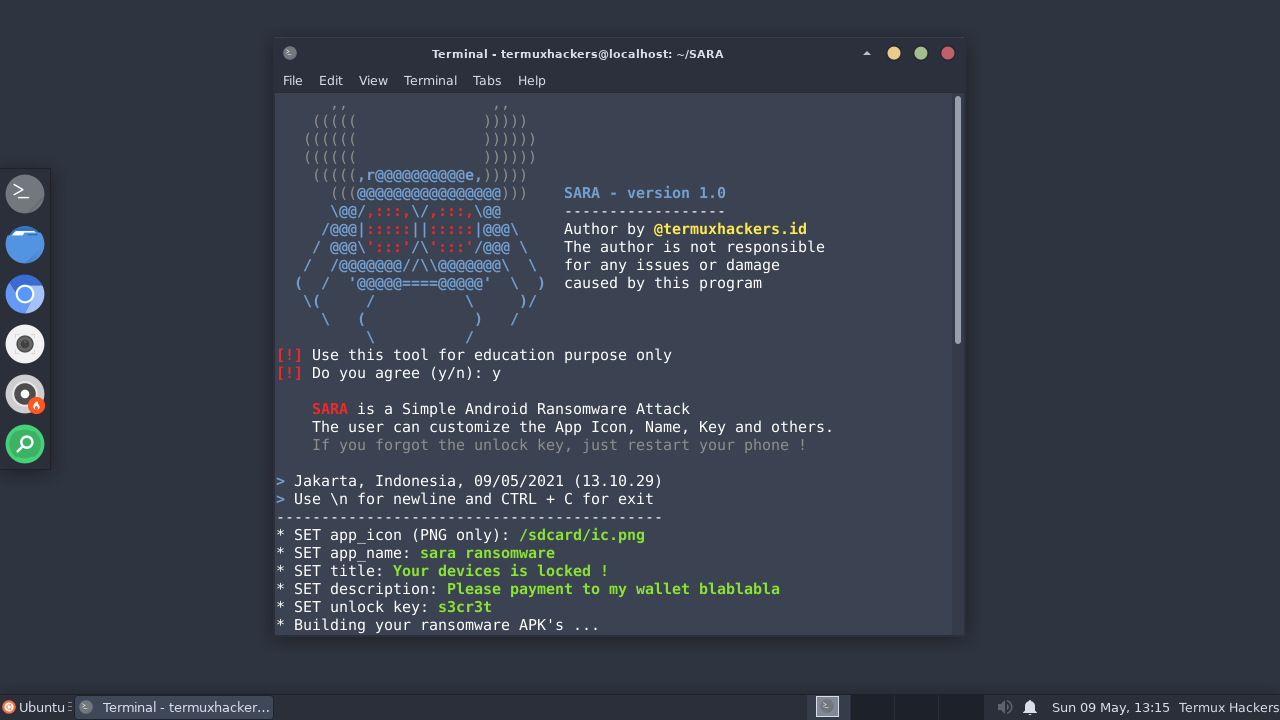 Terminal - termuxhackers@localhost: ~/SARA
File Edit View Terminal Tabs Help
,, ,,
((((( )))))
(((((( ))))))
(((((( ))))))
(((((,r@@@@@@@@@@e,)))))
(((@@@@@@@@@@@@@@@@))) SARA - version 1.0
\@@/,:::,\/,:::,\@@ ------------------
/@@@|:::::||:::::|@@@\ Author by @termuxhackers.id
/ @@@\':::'/\':::'/@@@ \ The author is not responsible
/ /@@@@@@@//\\@@@@@@@\ \ for any issues or damage
( / '@@@@@====@@@@@' \ ) caused by this program
\( / \ )/
\ ( ) /
\ /
[!] Use this tool for education purpose only
[!] Do you agree (y/n): y
SARA is a Simple Android Ransomware Attack
The user can customize the App Icon, Name, Key and others.
If you forgot the unlock key, just restart your phone !
> Jakarta, Indonesia, 09/05/2021 (13.10.29)
> Use \n for newline and CTRL + C for exit
-------------------------------------------
* SET app_icon (PNG only): /sdcard/ic.png
* SET app_name: sara ransomware
* SET title: Your devices is locked !
* SET description: Please payment to my wallet blablabla
* SET unlock key: s3cr3t
* Building your ransomware APK's ...
Ubuntu Terminal - termuxhacker... Sun 09 May, 13:15 Termux Hackers